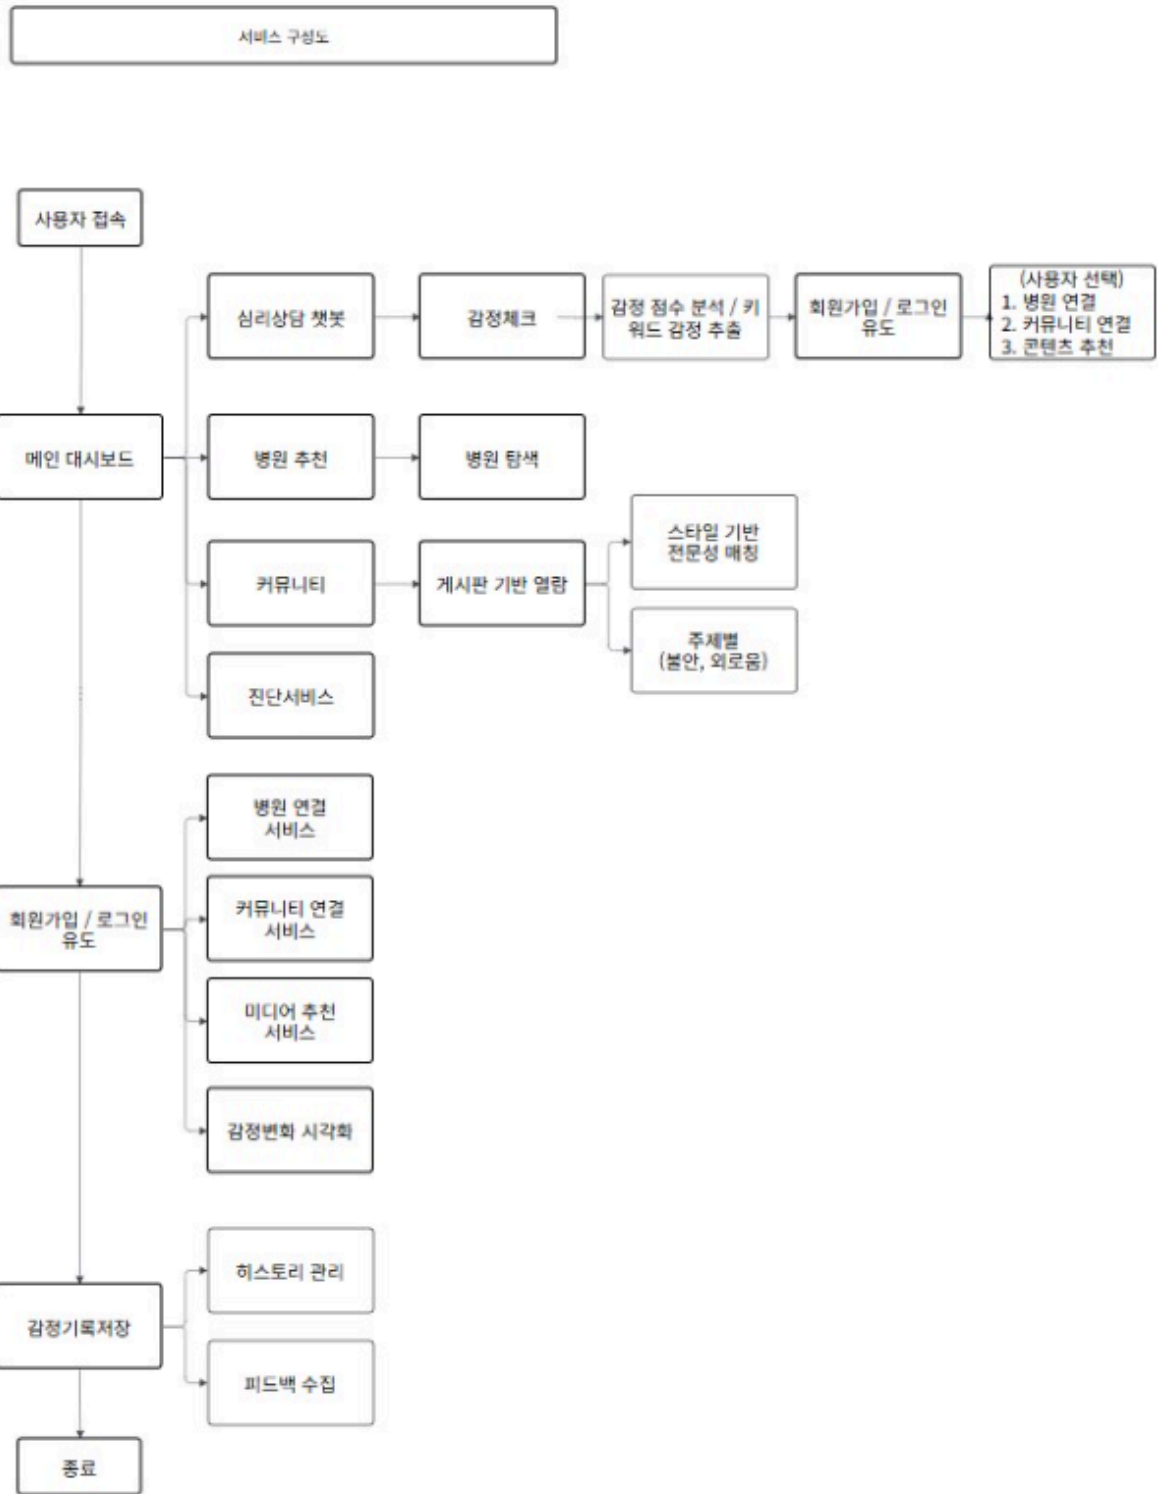 서비스 구성도
사용자 접속
심리상담 챗봇
감정체크
감정 점수 분석 / 키
워드 감정 추출
회원가입 / 로그인
유도
(사용자 선택)
1. 병원 연결
2. 커뮤니티 연결
3. 콘텐츠 추천
메인 대시보드
병원 추천
병원 탐색
커뮤니티
게시판 기반 열람
스타일 기반
전문성 매칭
주제별
(불안, 외로움)
진단서비스
병원 연결
서비스
회원가입 / 로그인
유도
커뮤니티 연결
서비스
미디어 추천
서비스
감정변화 시각화
감정기록저장
히스토리 관리
피드백 수집
종료